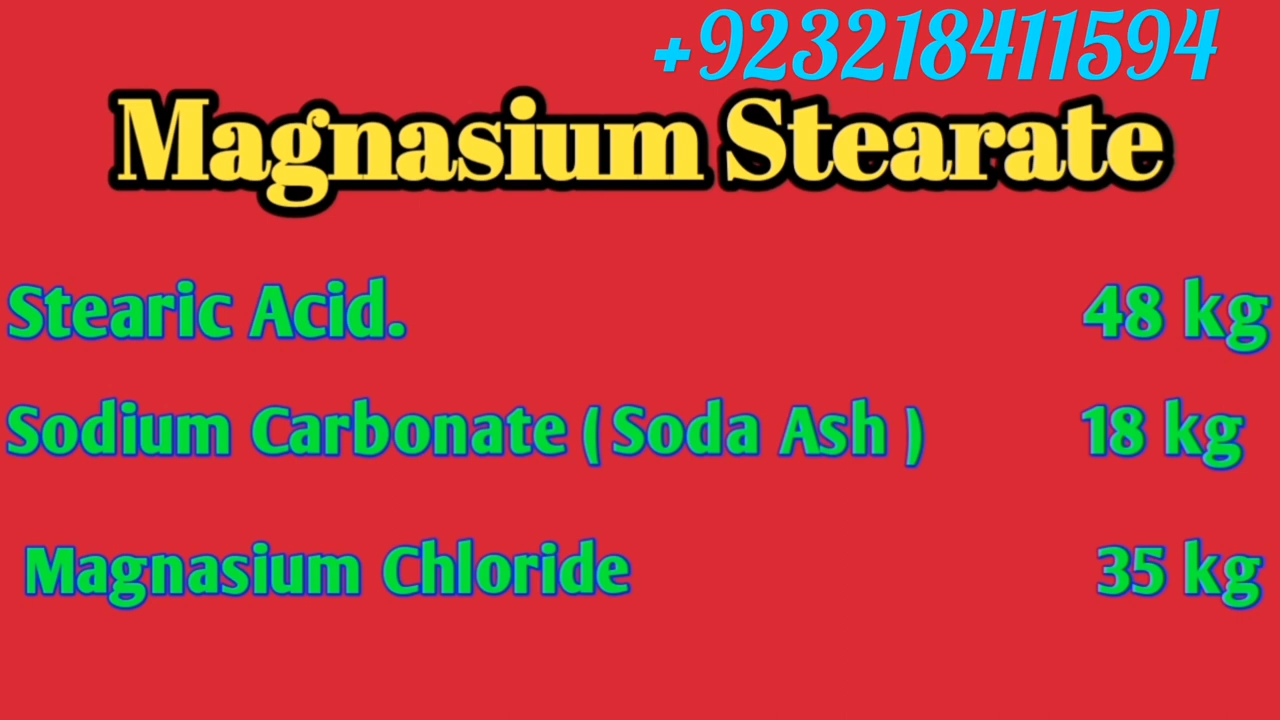 +923218411594
Magnasium Stearate
Stearic Acid. 48 kg
Sodium Carbonate ( Soda Ash ) 18 kg
Magnasium Chloride 35 kg